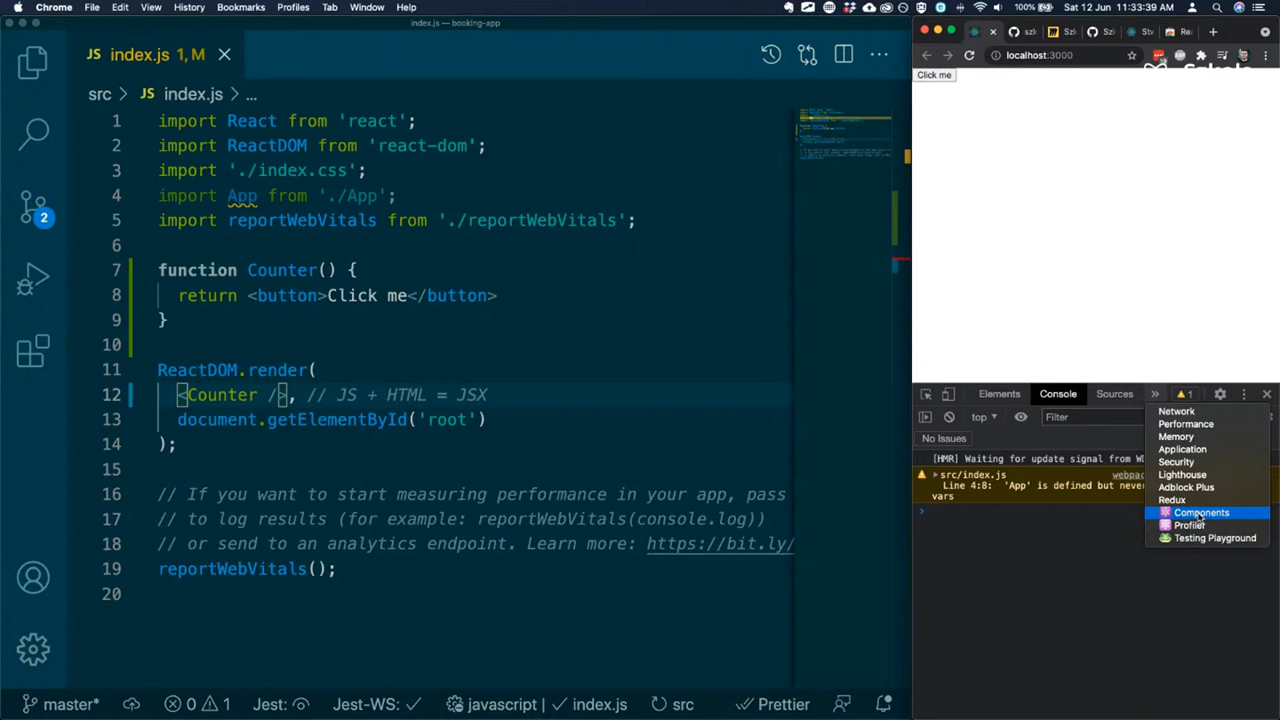 Chrome File Edit View History Bookmarks Profiles Tab Window Help
100% Sat 12 Jun 11:33:39 AM
index.js — booking-app
JS index.js 1, M
src > JS index.js > ...
1 import React from 'react';
2 import ReactDOM from 'react-dom';
3 import './index.css';
4 import App from './App';
5 import reportWebVitals from './reportWebVitals';
6
7 function Counter() {
8 return <button>Click me</button>
9 }
10
11 ReactDOM.render(
12 <Counter />, // JS + HTML = JSX
13 document.getElementById('root')
14 );
15
16 // If you want to start measuring performance in your app, pass
17 // to log results (for example: reportWebVitals(console.log))
18 // or send to an analytics endpoint. Learn more: https://bit.ly/
19 reportWebVitals();
20
2
master* 0 1 Jest: Jest-WS: javascript | index.js src Prettier
localhost:3000
Click me
Elements Console Sources » 1
top Filter
No Issues
[HMR] Waiting for update signal from
src/index.js webpac
Line 4:8: 'App' is defined but never
vars
Network
Performance
Memory
Application
Security
Lighthouse
Adblock Plus
Redux
Components
Profiler
Testing Playground